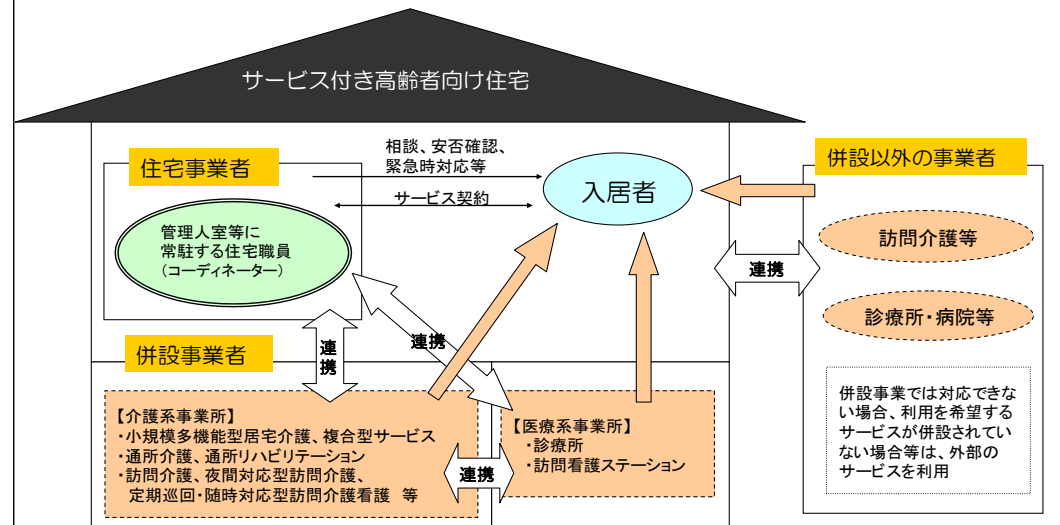 サービス付き高齢者向け住宅
住宅事業者
管理人室等に
常駐する住宅職員
（コーディネーター）
相談、安否確認、
緊急時対応等
サービス契約
入居者
併設以外の事業者
訪問介護等
診療所・病院等
連携
併設事業では対応できな
い場合、利用を希望する
サービスが併設されてい
ない場合等は、外部の
サービスを利用
連携
連携
併設事業者
【介護系事業所】
・小規模多機能型居宅介護、複合型サービス
・通所介護、通所リハビリテーション
・訪問介護、夜間対応型訪問介護、
定期巡回・随時対応型訪問介護看護 等
連携
【医療系事業所】
・診療所
・訪問看護ステーション